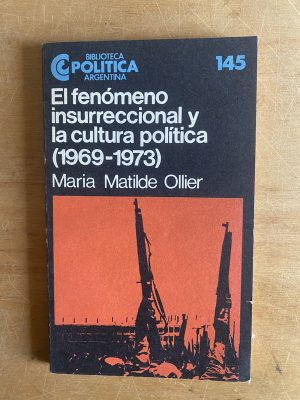 BIBLIOTECA
POLITICA
ARGENTINA
145
El fenómeno
insurreccional y
la cultura política
(1969-1973)
Maria Matilde Ollier